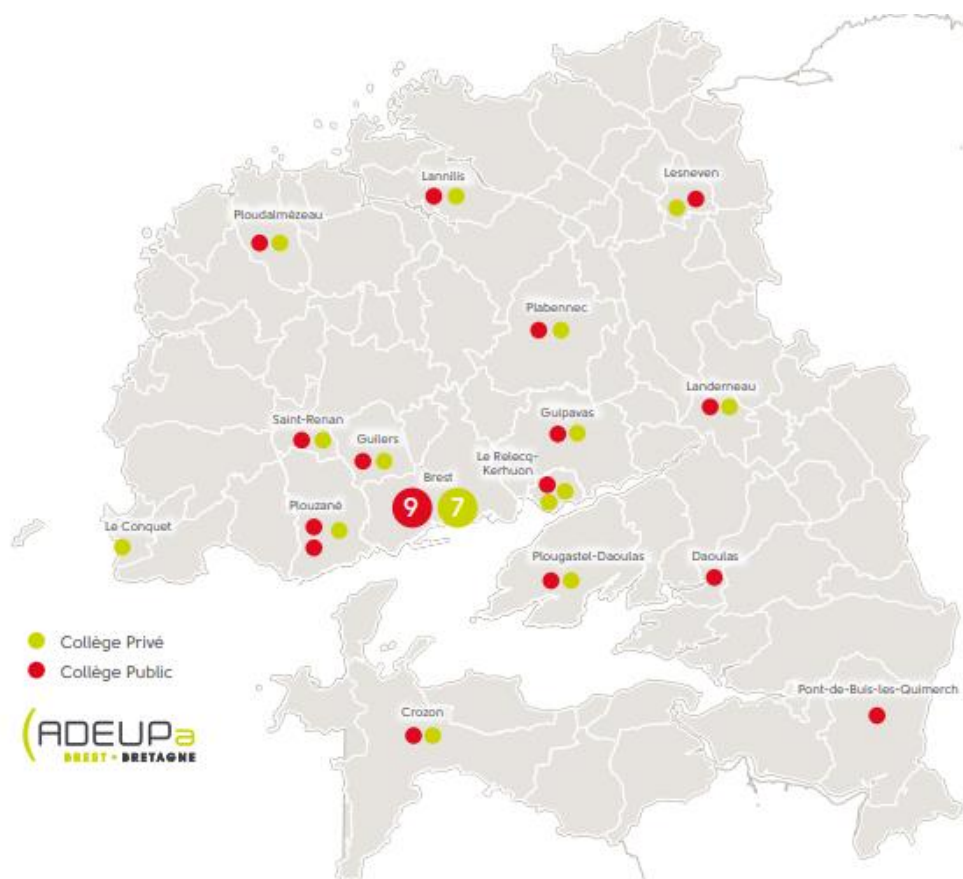 Lannilis
Lesneven
Ploudalmézeau
Plabennec
Landerneau
Guipavas
Saint-Renan
Guilers
Le Relecq-
Kerhuon
Brest
9
7
Plouzané
Le Conquet
Plougastel-Daoulas
Daoulas
Collège Privé
Collège Public
Pont-de-Buis-les-Quimerch
Crozon
ADEUPa
BREST • BRETAGNE